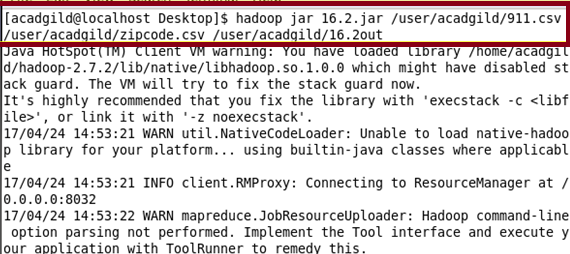 [acadgild@localhost Desktop]$ hadoop jar 16.2.jar /user/acadgild/911.csv
/user/acadgild/zipcode.csv /user/acadgild/16.2out
Java HotSpot(TM) Client VM warning: You have loaded library /home/acadgil
d/hadoop-2.7.2/lib/native/libhadoop.so.1.0.0 which might have disabled st
ack guard. The VM will try to fix the stack guard now.
It's highly recommended that you fix the library with 'execstack -c <libf
ile>', or link it with '-z noexecstack'.
17/04/24 14:53:21 WARN util.NativeCodeLoader: Unable to load native-hadoo
p library for your platform... using builtin-java classes where applicabl
e
17/04/24 14:53:21 INFO client.RMProxy: Connecting to ResourceManager at /
0.0.0.0:8032
17/04/24 14:53:22 WARN mapreduce.JobResourceUploader: Hadoop command-line
 option parsing not performed. Implement the Tool interface and execute y
our application with ToolRunner to remedy this.